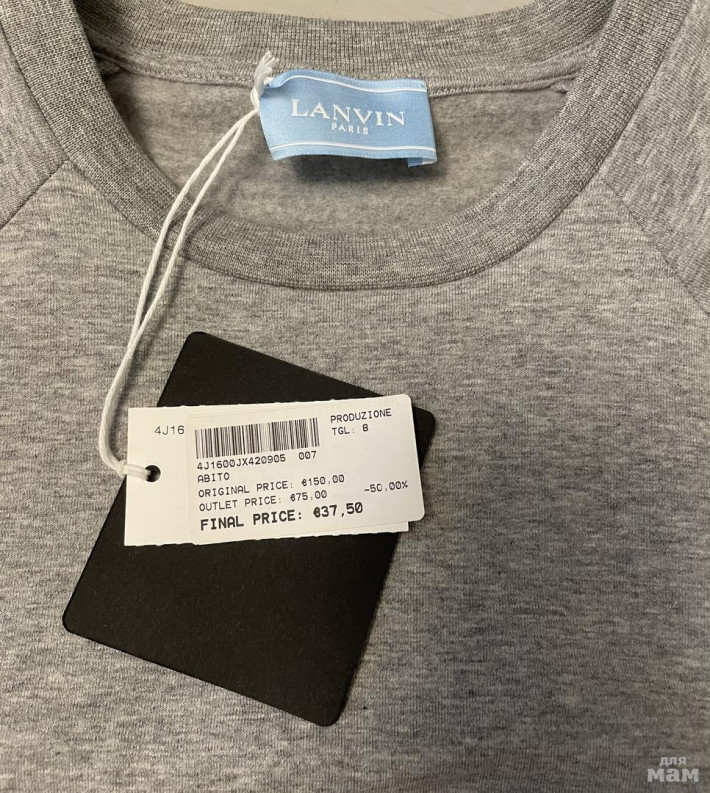 LANVIN
PARIS
4J16
PRODUZIONE
TGL: 8
4J1600JX420905 007
ABITO
ORIGINAL PRICE: €150,00
OUTLET PRICE: €75,00 -50,00%
FINAL PRICE: €37,50
для
мам